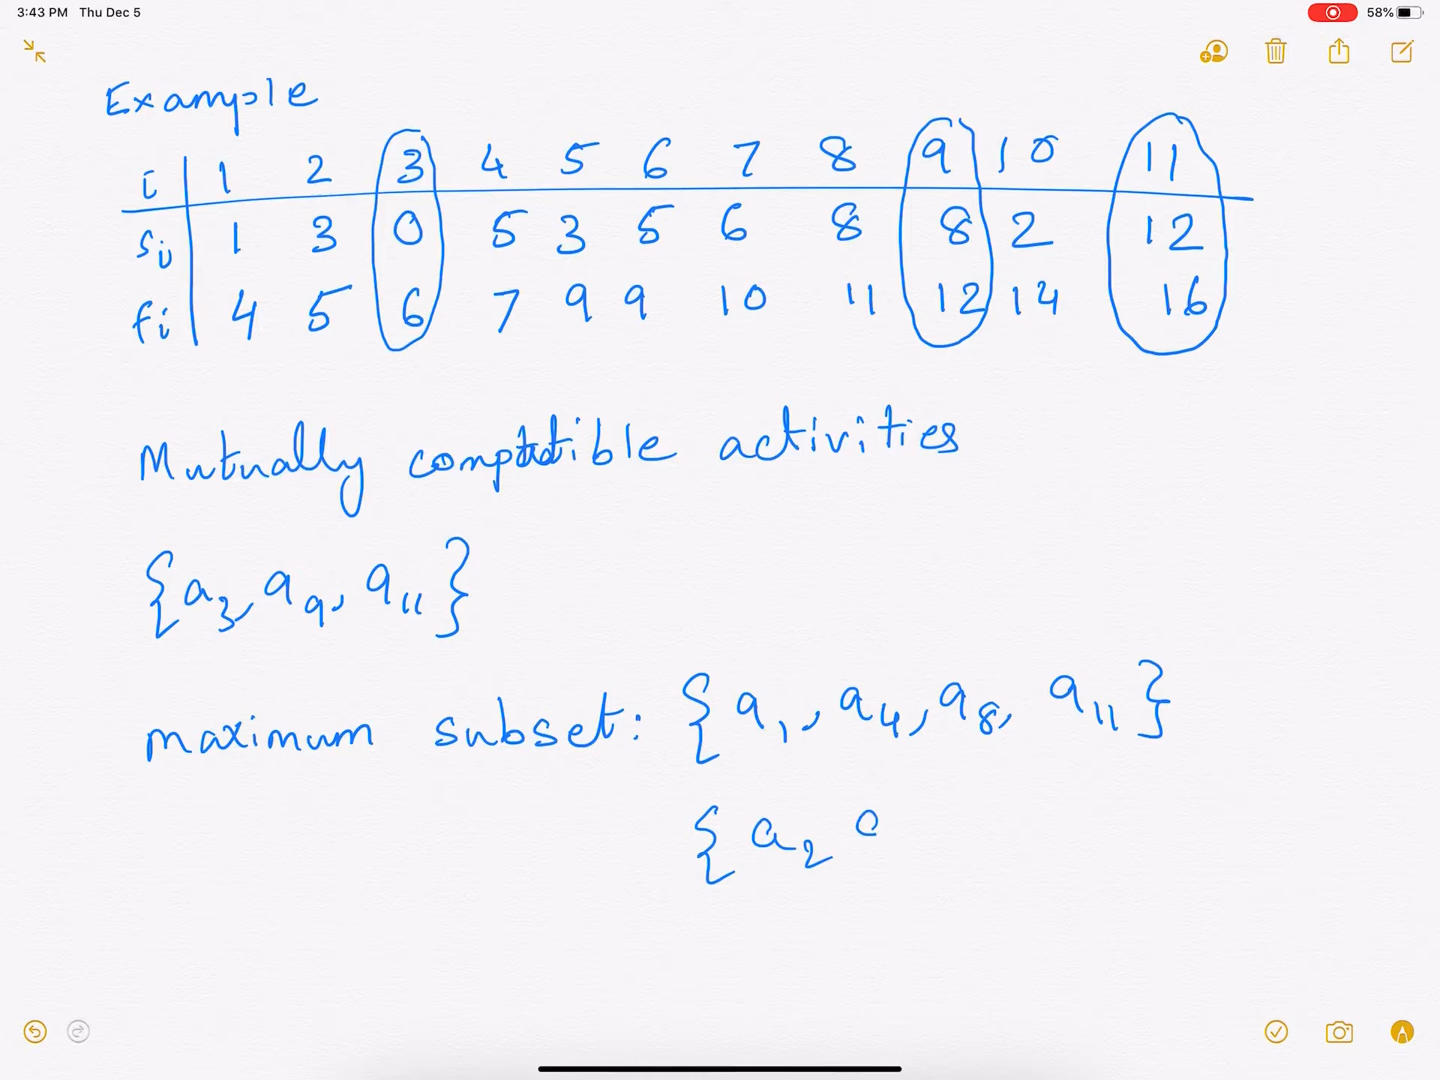 3:43 PM Thu Dec 5 58%
Example
i 1 2 3 4 5 6 7 8 9 10 11
si 1 3 0 5 3 5 6 8 8 2 12
fi 4 5 6 7 9 9 10 11 12 14 16
Mutually compatible activities
{a3, a9, a11}
maximum subset: {a1, a4, a8, a11}
{a2